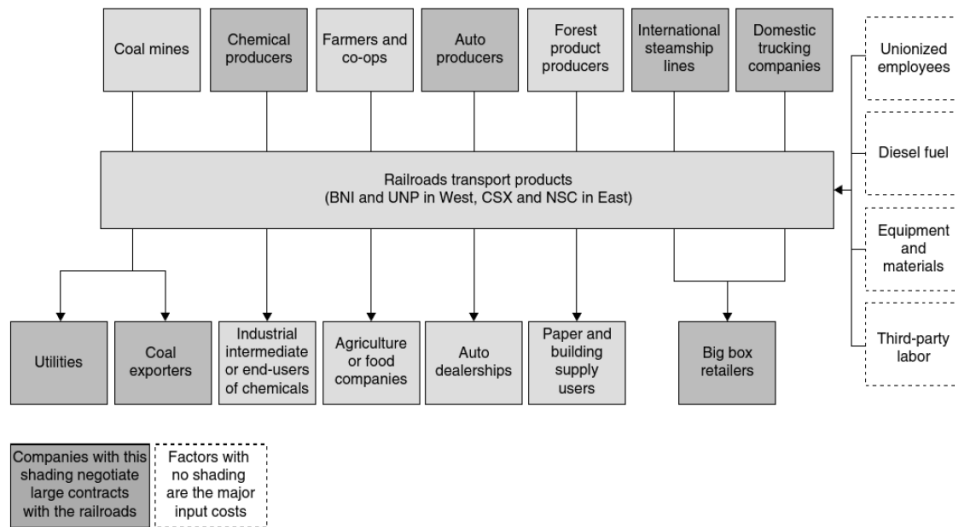 Coal mines
Chemical
producers
Farmers and
co-ops
Auto
producers
Forest
product
producers
International
steamship
lines
Domestic
trucking
companies
Unionized
employees
Diesel fuel
Equipment
and
materials
Third-party
labor
Railroads transport products
(BNI and UNP in West, CSX and NSC in East)
Utilities
Coal
exporters
Industrial
intermediate
or end-users
of chemicals
Agriculture
or food
companies
Auto
dealerships
Paper and
building
supply
users
Big box
retailers
Companies with this
shading negotiate
large contracts
with the railroads
Factors with
no shading
are the major
input costs